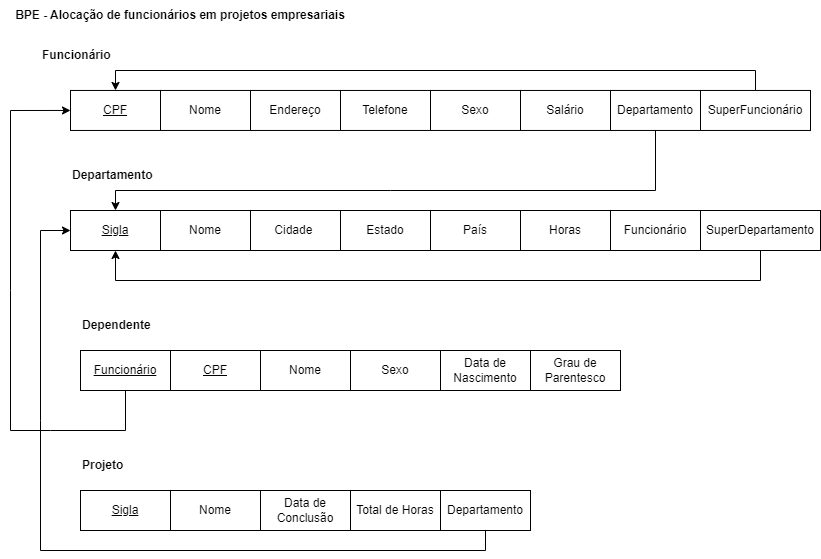 BPE - Alocação de funcionários em projetos empresariais
Funcionário
CPF Nome Endereço Telefone Sexo Salário Departamento SuperFuncionário
Departamento
Sigla Nome Cidade Estado País Horas Funcionário SuperDepartamento
Dependente
Funcionário CPF Nome Sexo Data de Nascimento Grau de Parentesco
Projeto
Sigla Nome Data de Conclusão Total de Horas Departamento